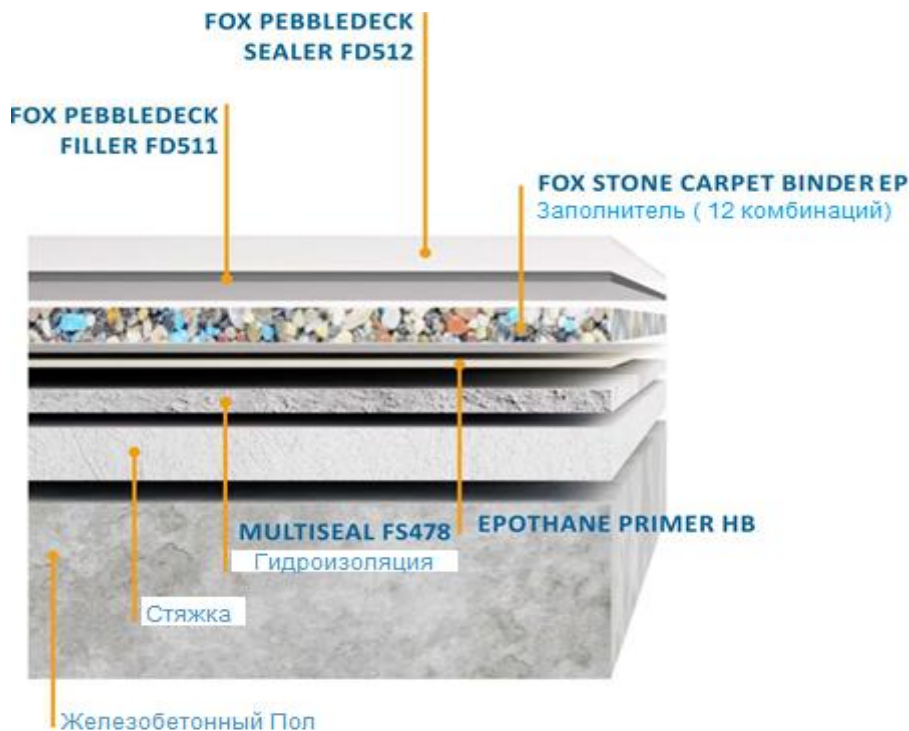 FOX PEBBLEDECK
SEALER FD512
FOX PEBBLEDECK
FILLER FD511
FOX STONE CARPET BINDER EP
Заполнитель ( 12 комбинаций)
MULTISEAL FS478
Гидроизоляция
EPOTHANE PRIMER HB
Стяжка
Железобетонный Пол